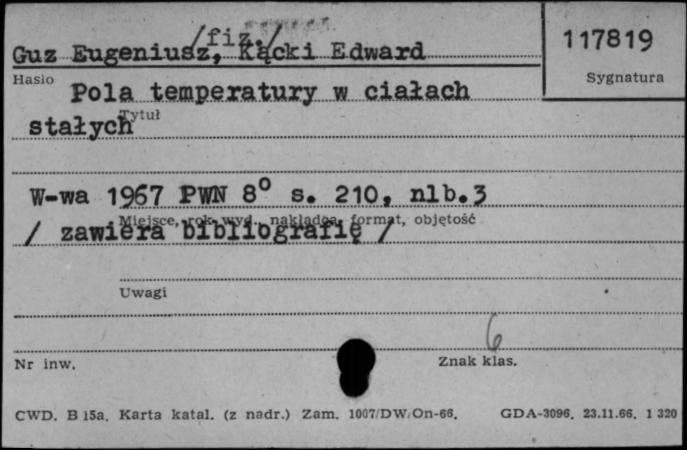 /fiz./
Guz Eugeniusz, Kącki Edward
117819
Hasło
Sygnatura
Pola temperatury w ciałach
Tytuł
stałych
W-wa 1967 PWN 8° s. 210, nlb.3
Miejsce, rok wyd., nakładca, format, objętość
/ zawiera bibliografię /
Uwagi
6
Nr inw.
Znak klas.
CWD. B 15a. Karta katal. (z nadr.) Zam. 1007/DW/On-66. GDA-3096. 23.11.66. 1 320